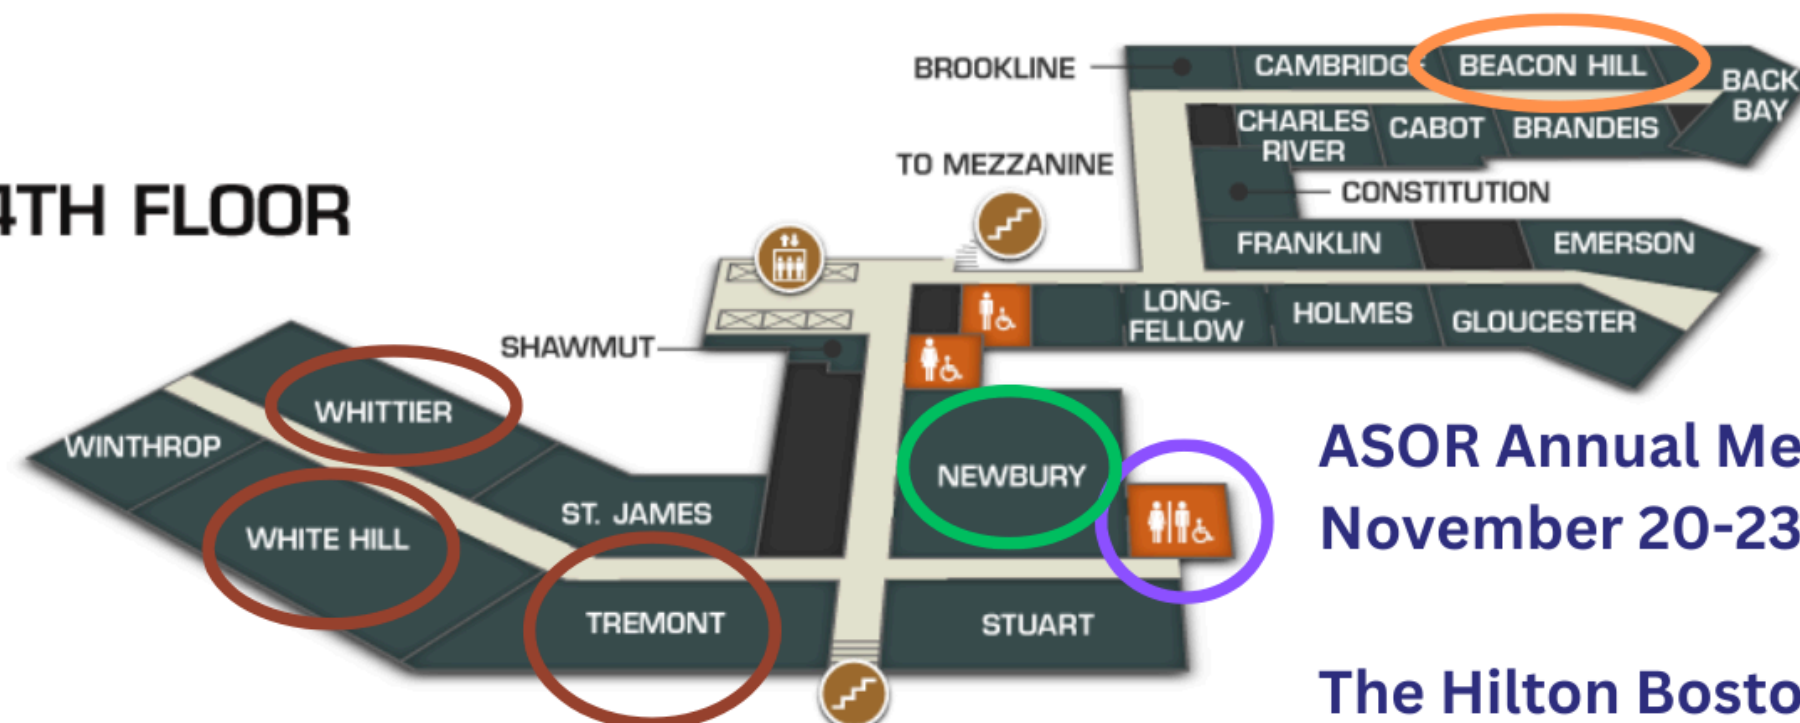 BROOKLINE
CAMBRIDGE
BEACON HILL
BACK
BAY
CHARLES
RIVER
CABOT
BRANDEIS
TO MEZZANINE
CONSTITUTION
4TH FLOOR
FRANKLIN
EMERSON
LONG-
FELLOW
HOLMES
GLOUCESTER
SHAWMUT
WHITTIER
WINTHROP
NEWBURY
ST. JAMES
WHITE HILL
TREMONT
STUART
ASOR Annual Me
November 20-23
The Hilton Bosto